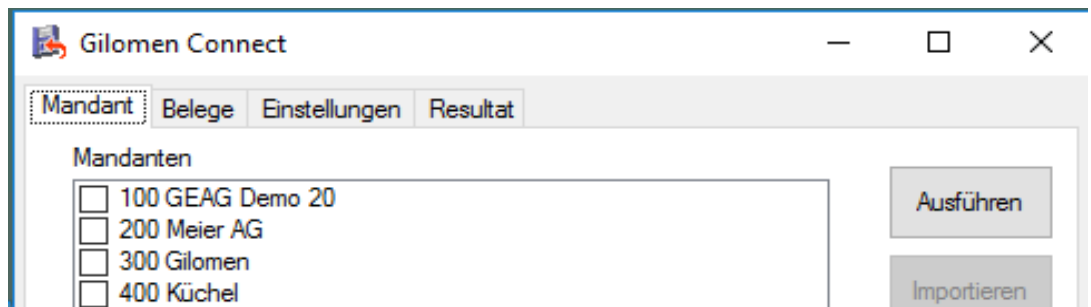 Gilomen Connect
Mandant Belege Einstellungen Resultat
Mandanten
100 GEAG Demo 20
200 Meier AG
300 Gilomen
400 Küchel
Ausführen
Importieren